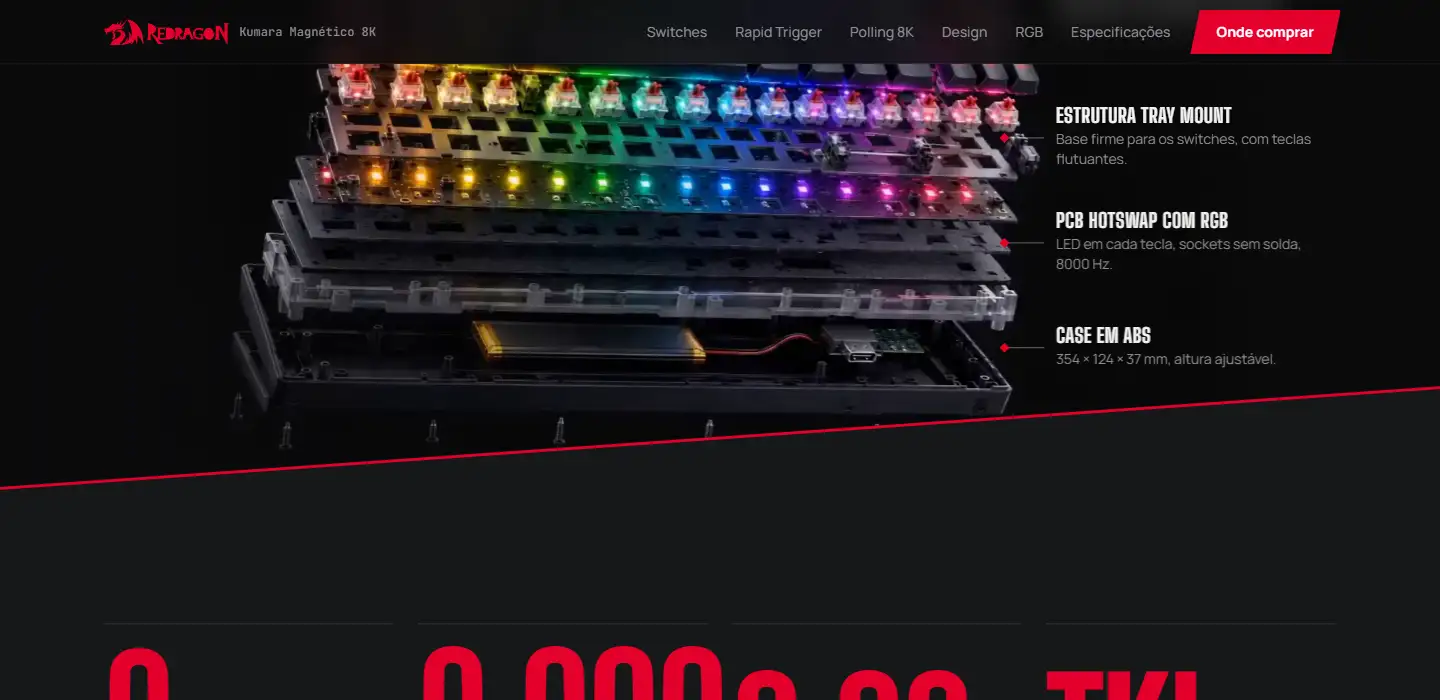 REDRAGON
Kumara Magnético 8K
Switches
Rapid Trigger
Polling 8K
Design
RGB
Especificações
Onde comprar
ESTRUTURA TRAY MOUNT
Base firme para os switches, com teclas
flutuantes.
PCB HOTSWAP COM RGB
LED em cada tecla, sockets sem solda,
8000 Hz.
CASE EM ABS
354 × 124 × 37 mm, altura ajustável.
TKL